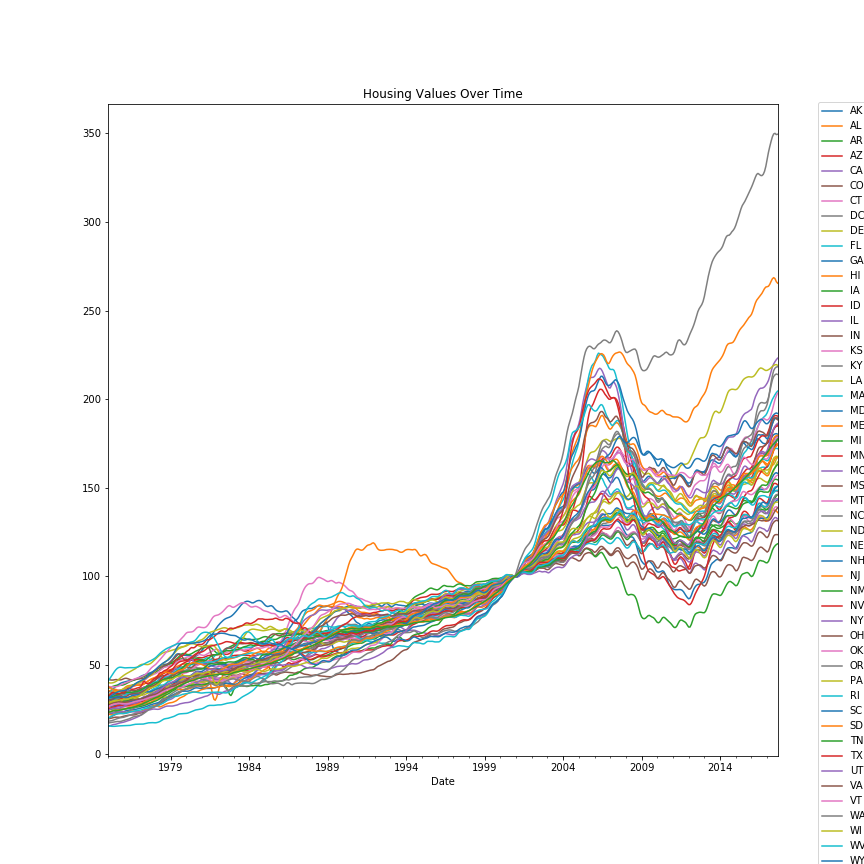 Housing Values Over Time
350
300
250
200
150
100
50
0
1979 1984 1989 1994 1999 2004 2009 2014
Date
AK
AL
AR
AZ
CA
CO
CT
DC
DE
FL
GA
HI
IA
ID
IL
IN
KS
KY
LA
MA
MD
ME
MI
MN
MO
MS
MT
NC
ND
NE
NH
NJ
NM
NV
NY
OH
OK
OR
PA
RI
SC
SD
TN
TX
UT
VA
VT
WA
WI
WV
WY